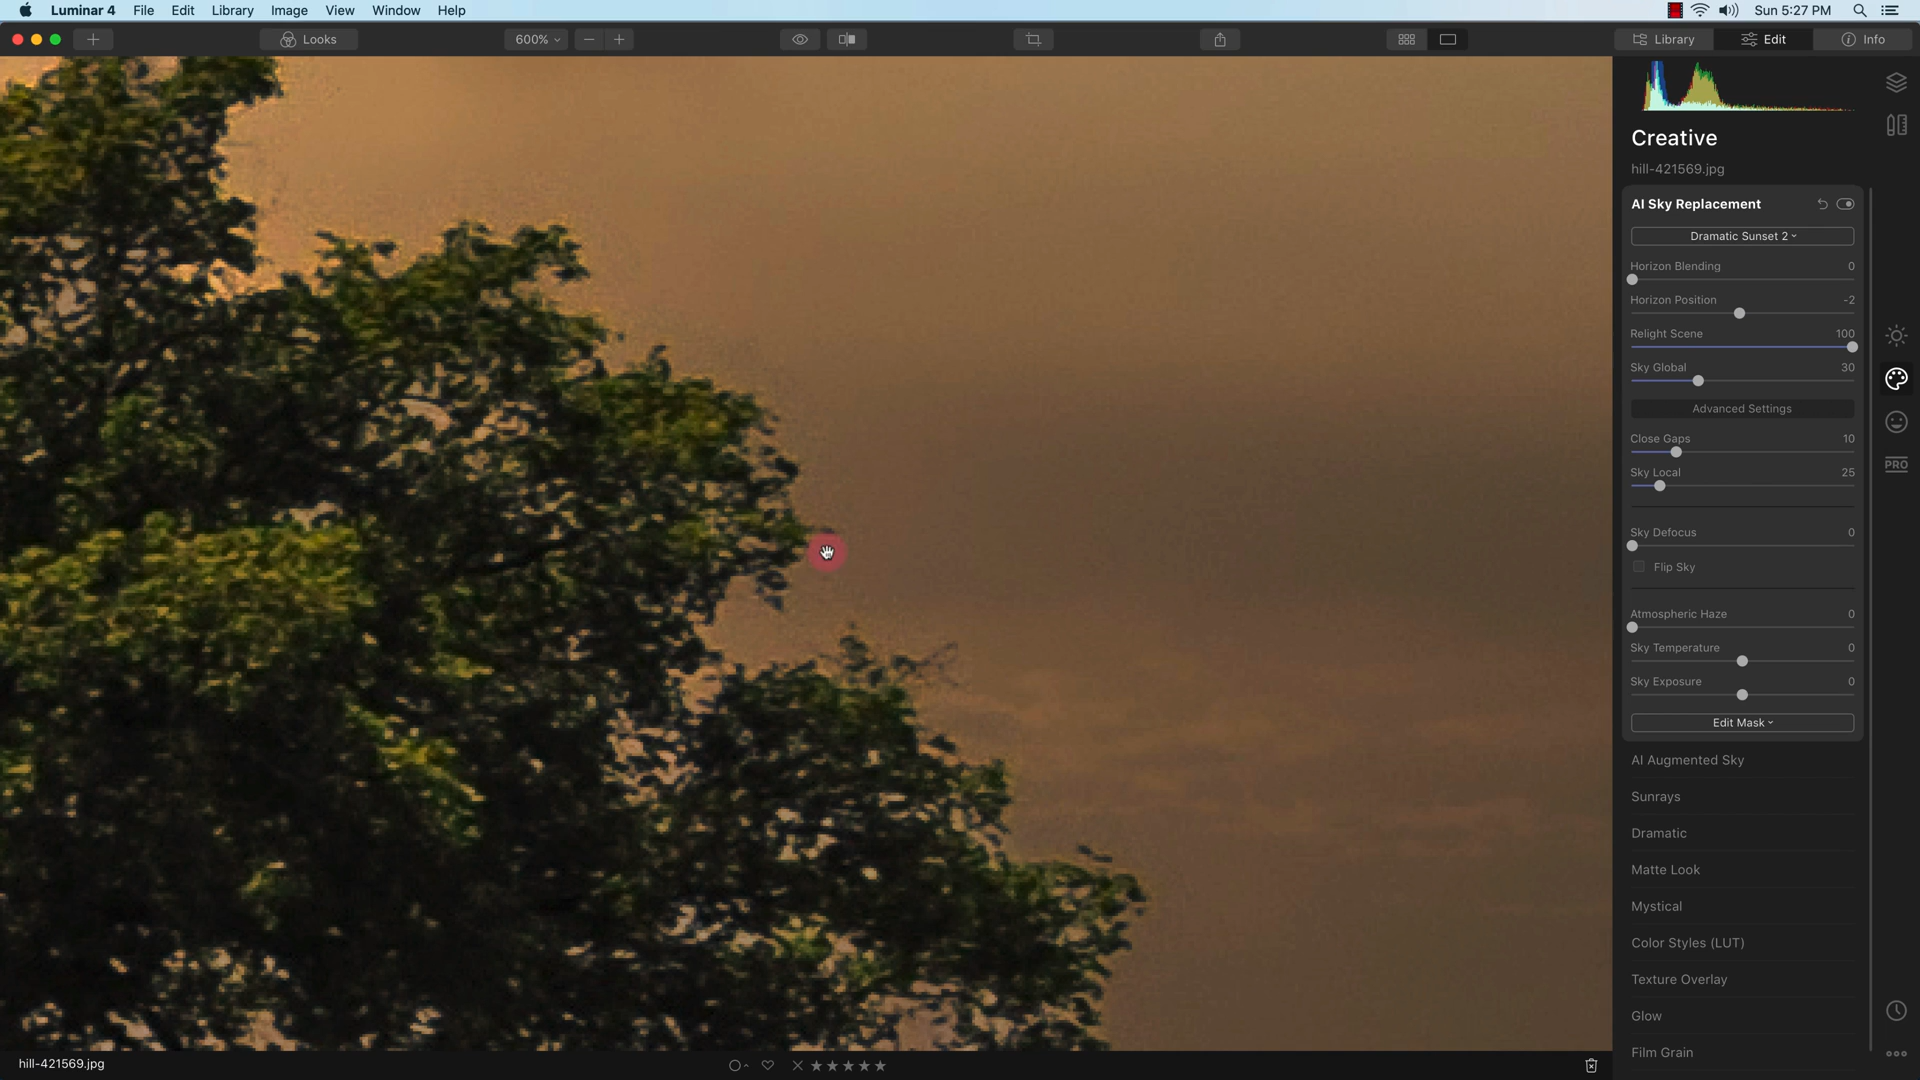 Luminar 4 File Edit Library Image View Window Help Sun 5:27 PM
Looks 600% Library Edit Info
Creative
hill-421569.jpg
AI Sky Replacement
Dramatic Sunset 2
Horizon Blending 0
Horizon Position -2
Relight Scene 100
Sky Global 30
Advanced Settings
Close Gaps 10
Sky Local 25
PRO
Sky Defocus 0
Flip Sky
Atmospheric Haze 0
Sky Temperature 0
Sky Exposure 0
Edit Mask
AI Augmented Sky
Sunrays
Dramatic
Matte Look
Mystical
Color Styles (LUT)
Texture Overlay
Glow
Film Grain
hill-421569.jpg